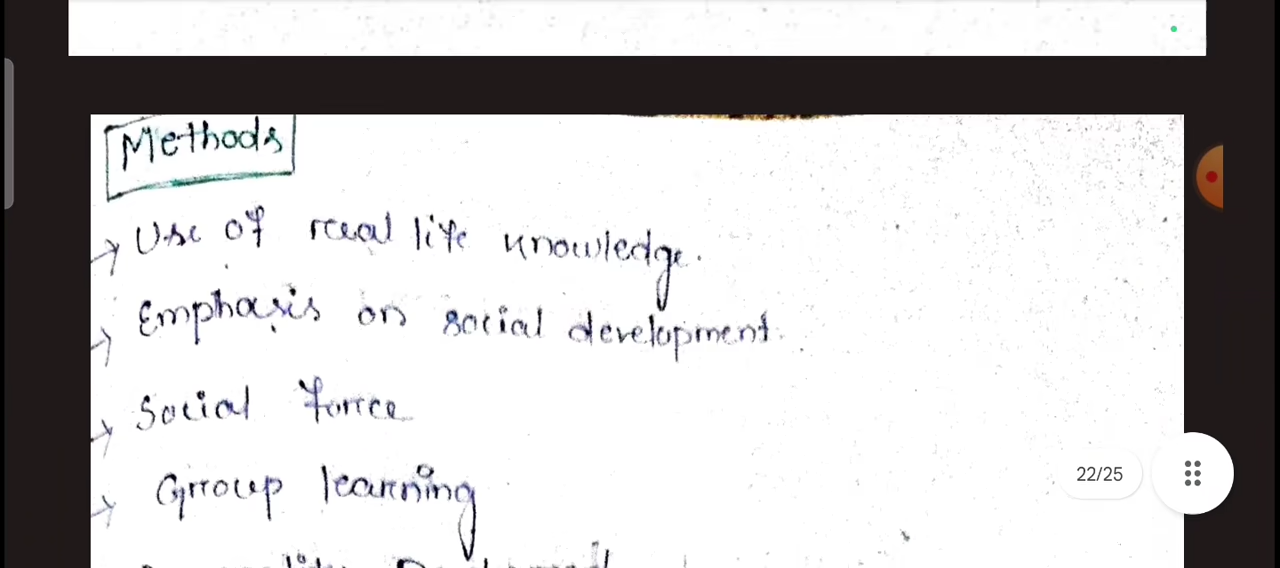 Methods
→ Use of real life knowledge.
→ Emphasis on social development.
→ Social force
→ Group learning
22/25